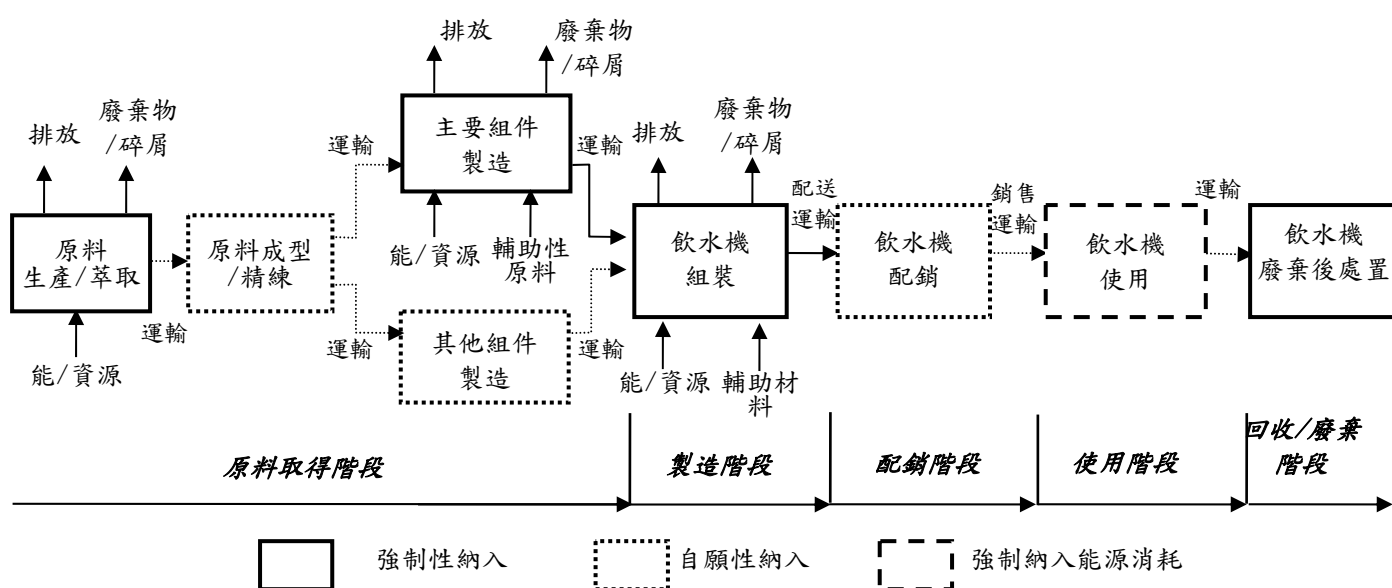 排放
廢棄物
/碎屑
排放
廢棄物
/碎屑
運輸
主要組件
製造
運輸
排放
廢棄物
/碎屑
原料
生產/萃取
運輸
原料成型
/精練
能/資源
輔助性
原料
飲水機
組裝
配送
運輸
飲水機
配銷
銷售
運輸
飲水機
使用
運輸
飲水機
廢棄後處置
能/資源
運輸
其他組件
製造
運輸
能/資源
輔助材
料
原料取得階段
製造階段
配銷階段
使用階段
回收/廢棄
階段
強制性納入
自願性納入
強制納入能源消耗